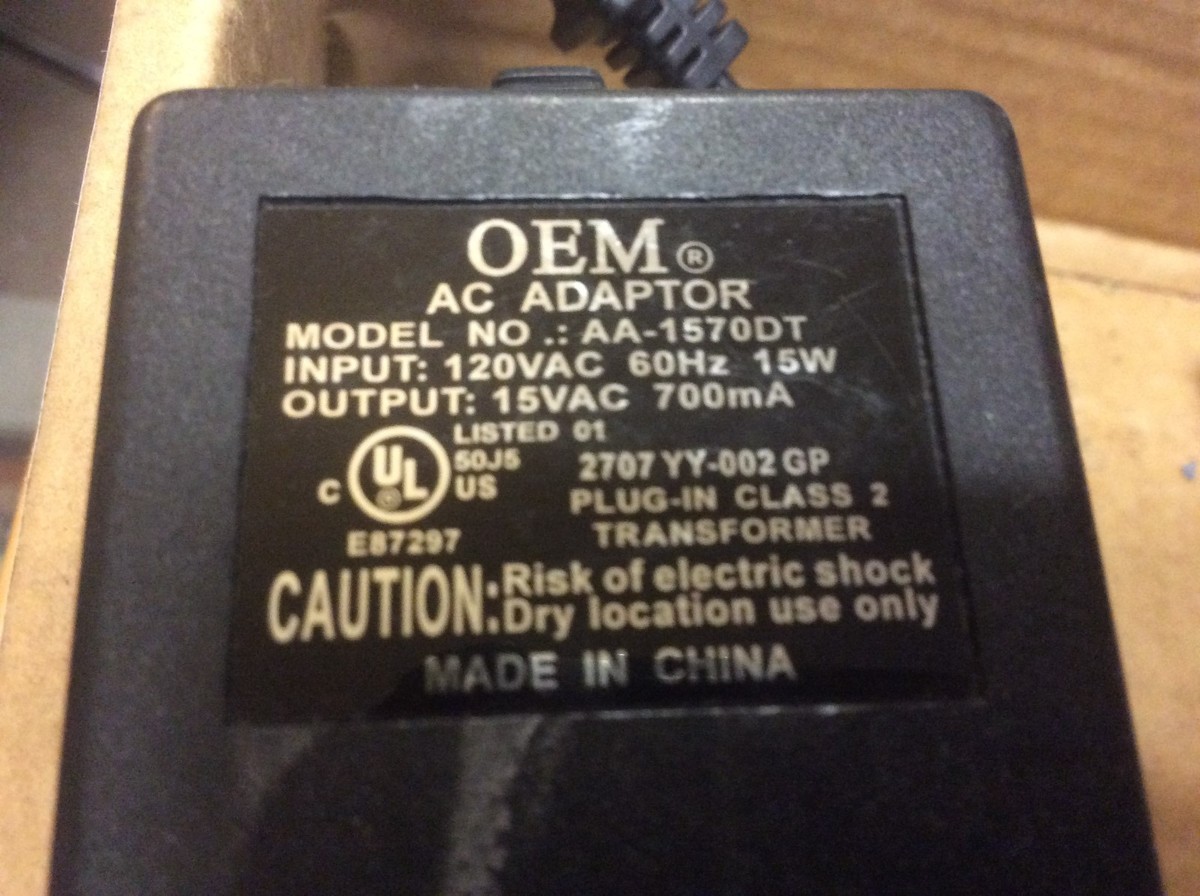 OEM®
AC ADAPTOR
MODEL NO.: AA-1570DT
INPUT: 120VAC 60Hz 15W
OUTPUT: 15VAC 700mA
LISTED 01
C UL® 50J5
US
E87297
2707 YY-002 GP
PLUG-IN CLASS 2
TRANSFORMER
CAUTION: Risk of electric shock
Dry location use only
MADE IN CHINA